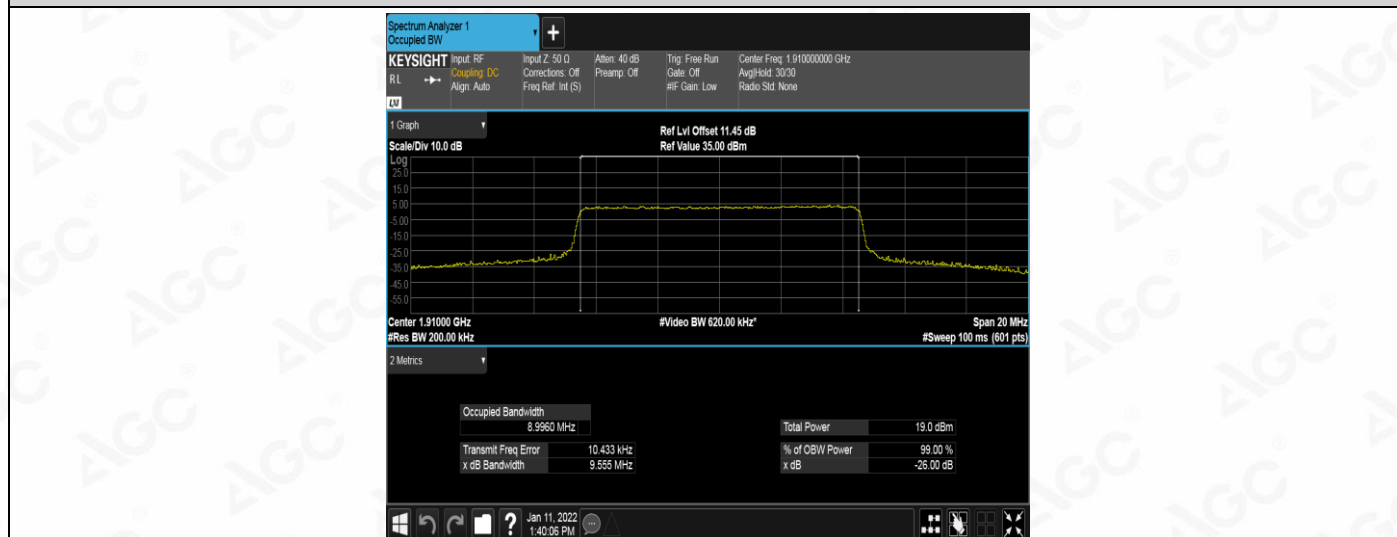 Spectrum Analyzer 1
Occupied BW
+
KEYSIGHT
RL
LXI
Input: RF
Coupling: DC
Align: Auto
Input Z: 50 Ω
Corrections: Off
Freq Ref: Int (S)
Atten: 40 dB
Preamp: Off
Trig: Free Run
Gate: Off
#IF Gain: Low
Center Freq: 1.910000000 GHz
Avg|Hold: 30/30
Radio Std: None
1 Graph
Scale/Div 10.0 dB
Ref Lvl Offset 11.45 dB
Ref Value 35.00 dBm
Log
25.0
15.0
5.00
-5.00
-15.0
-25.0
-35.0
-45.0
-55.0
Center 1.91000 GHz
#Video BW 620.00 kHz*
Span 20 MHz
#Res BW 200.00 kHz
#Sweep 100 ms (601 pts)
2 Metrics
Occupied Bandwidth
8.9960 MHz
Total Power 19.0 dBm
Transmit Freq Error 10.433 kHz
% of OBW Power 99.00 %
x dB Bandwidth 9.555 MHz
x dB -26.00 dB
?
Jan 11, 2022
1:40:06 PM
AGC